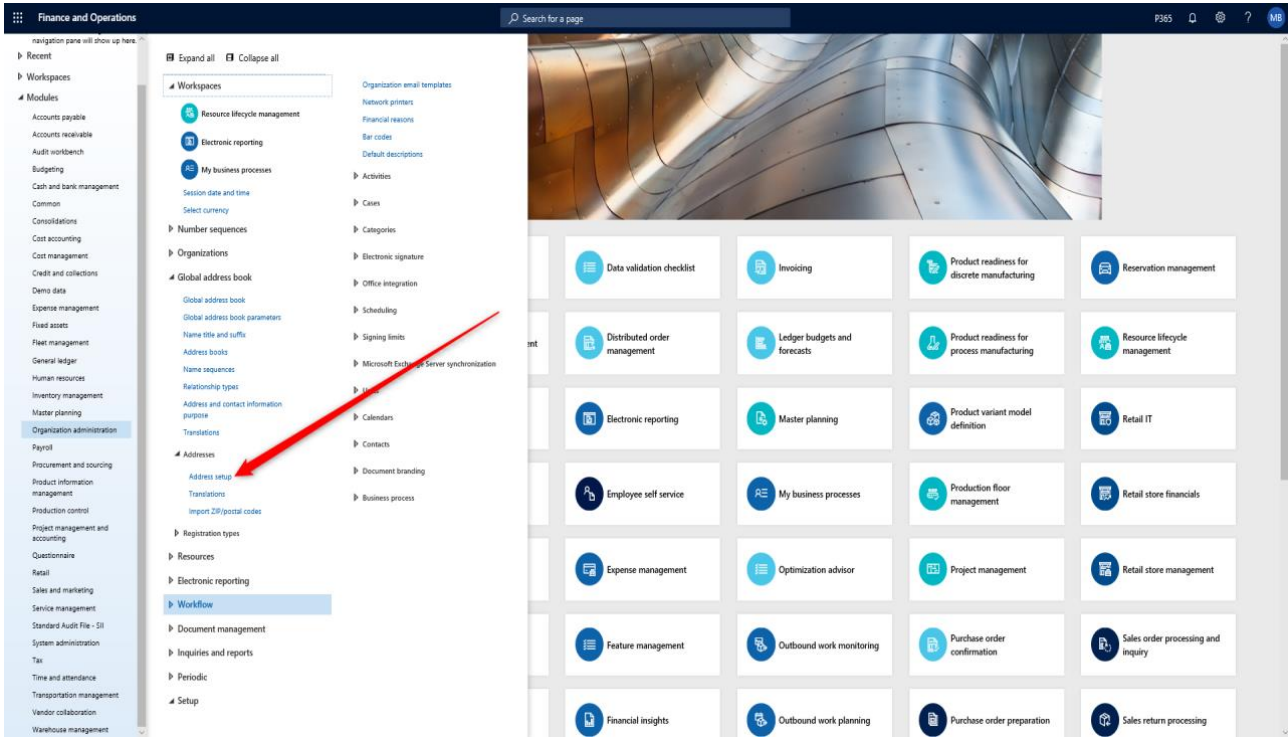 Finance and Operations
Search for a page
P365
?
MB
navigation pane will show up here.
Recent
Workspaces
Modules
Accounts payable
Accounts receivable
Audit workbench
Budgeting
Cash and bank management
Common
Consolidations
Cost accounting
Cost management
Credit and collections
Demo data
Expense management
Fixed assets
Fleet management
General ledger
Human resources
Inventory management
Master planning
Organization administration
Payroll
Procurement and sourcing
Product information
management
Production control
Project management and
accounting
Questionnaire
Retail
Sales and marketing
Service management
Standard Audit File - SII
System administration
Tax
Time and attendance
Transportation management
Vendor collaboration
Warehouse management
Expand all
Collapse all
Workspaces
Resource lifecycle management
Electronic reporting
My business processes
Session date and time
Select currency
Number sequences
Organizations
Global address book
Global address book
Global address book parameters
Name title and suffix
Address books
Name sequences
Relationship types
Address and contact information
purpose
Translations
Addresses
Address setup
Translations
Import ZIP/postal codes
Registration types
Resources
Electronic reporting
Workflow
Document management
Inquiries and reports
Periodic
Setup
Organization email templates
Network printers
Financial reasons
Bar codes
Default descriptions
Activities
Cases
Categories
Electronic signature
Office integration
Scheduling
Signing limits
Microsoft Exchange Server synchronization
Calendars
Contacts
Document branding
Business process
ent
Data validation checklist
Distributed order
management
Electronic reporting
Employee self service
Expense management
Feature management
Financial insights
Invoicing
Ledger budgets and
forecasts
Master planning
My business processes
Optimization advisor
Outbound work monitoring
Outbound work planning
Product readiness for
discrete manufacturing
Product readiness for
process manufacturing
Product variant model
definition
Production floor
management
Project management
Purchase order
confirmation
Purchase order preparation
Reservation management
Resource lifecycle
management
Retail IT
Retail store financials
Retail store management
Sales order processing and
inquiry
Sales return processing